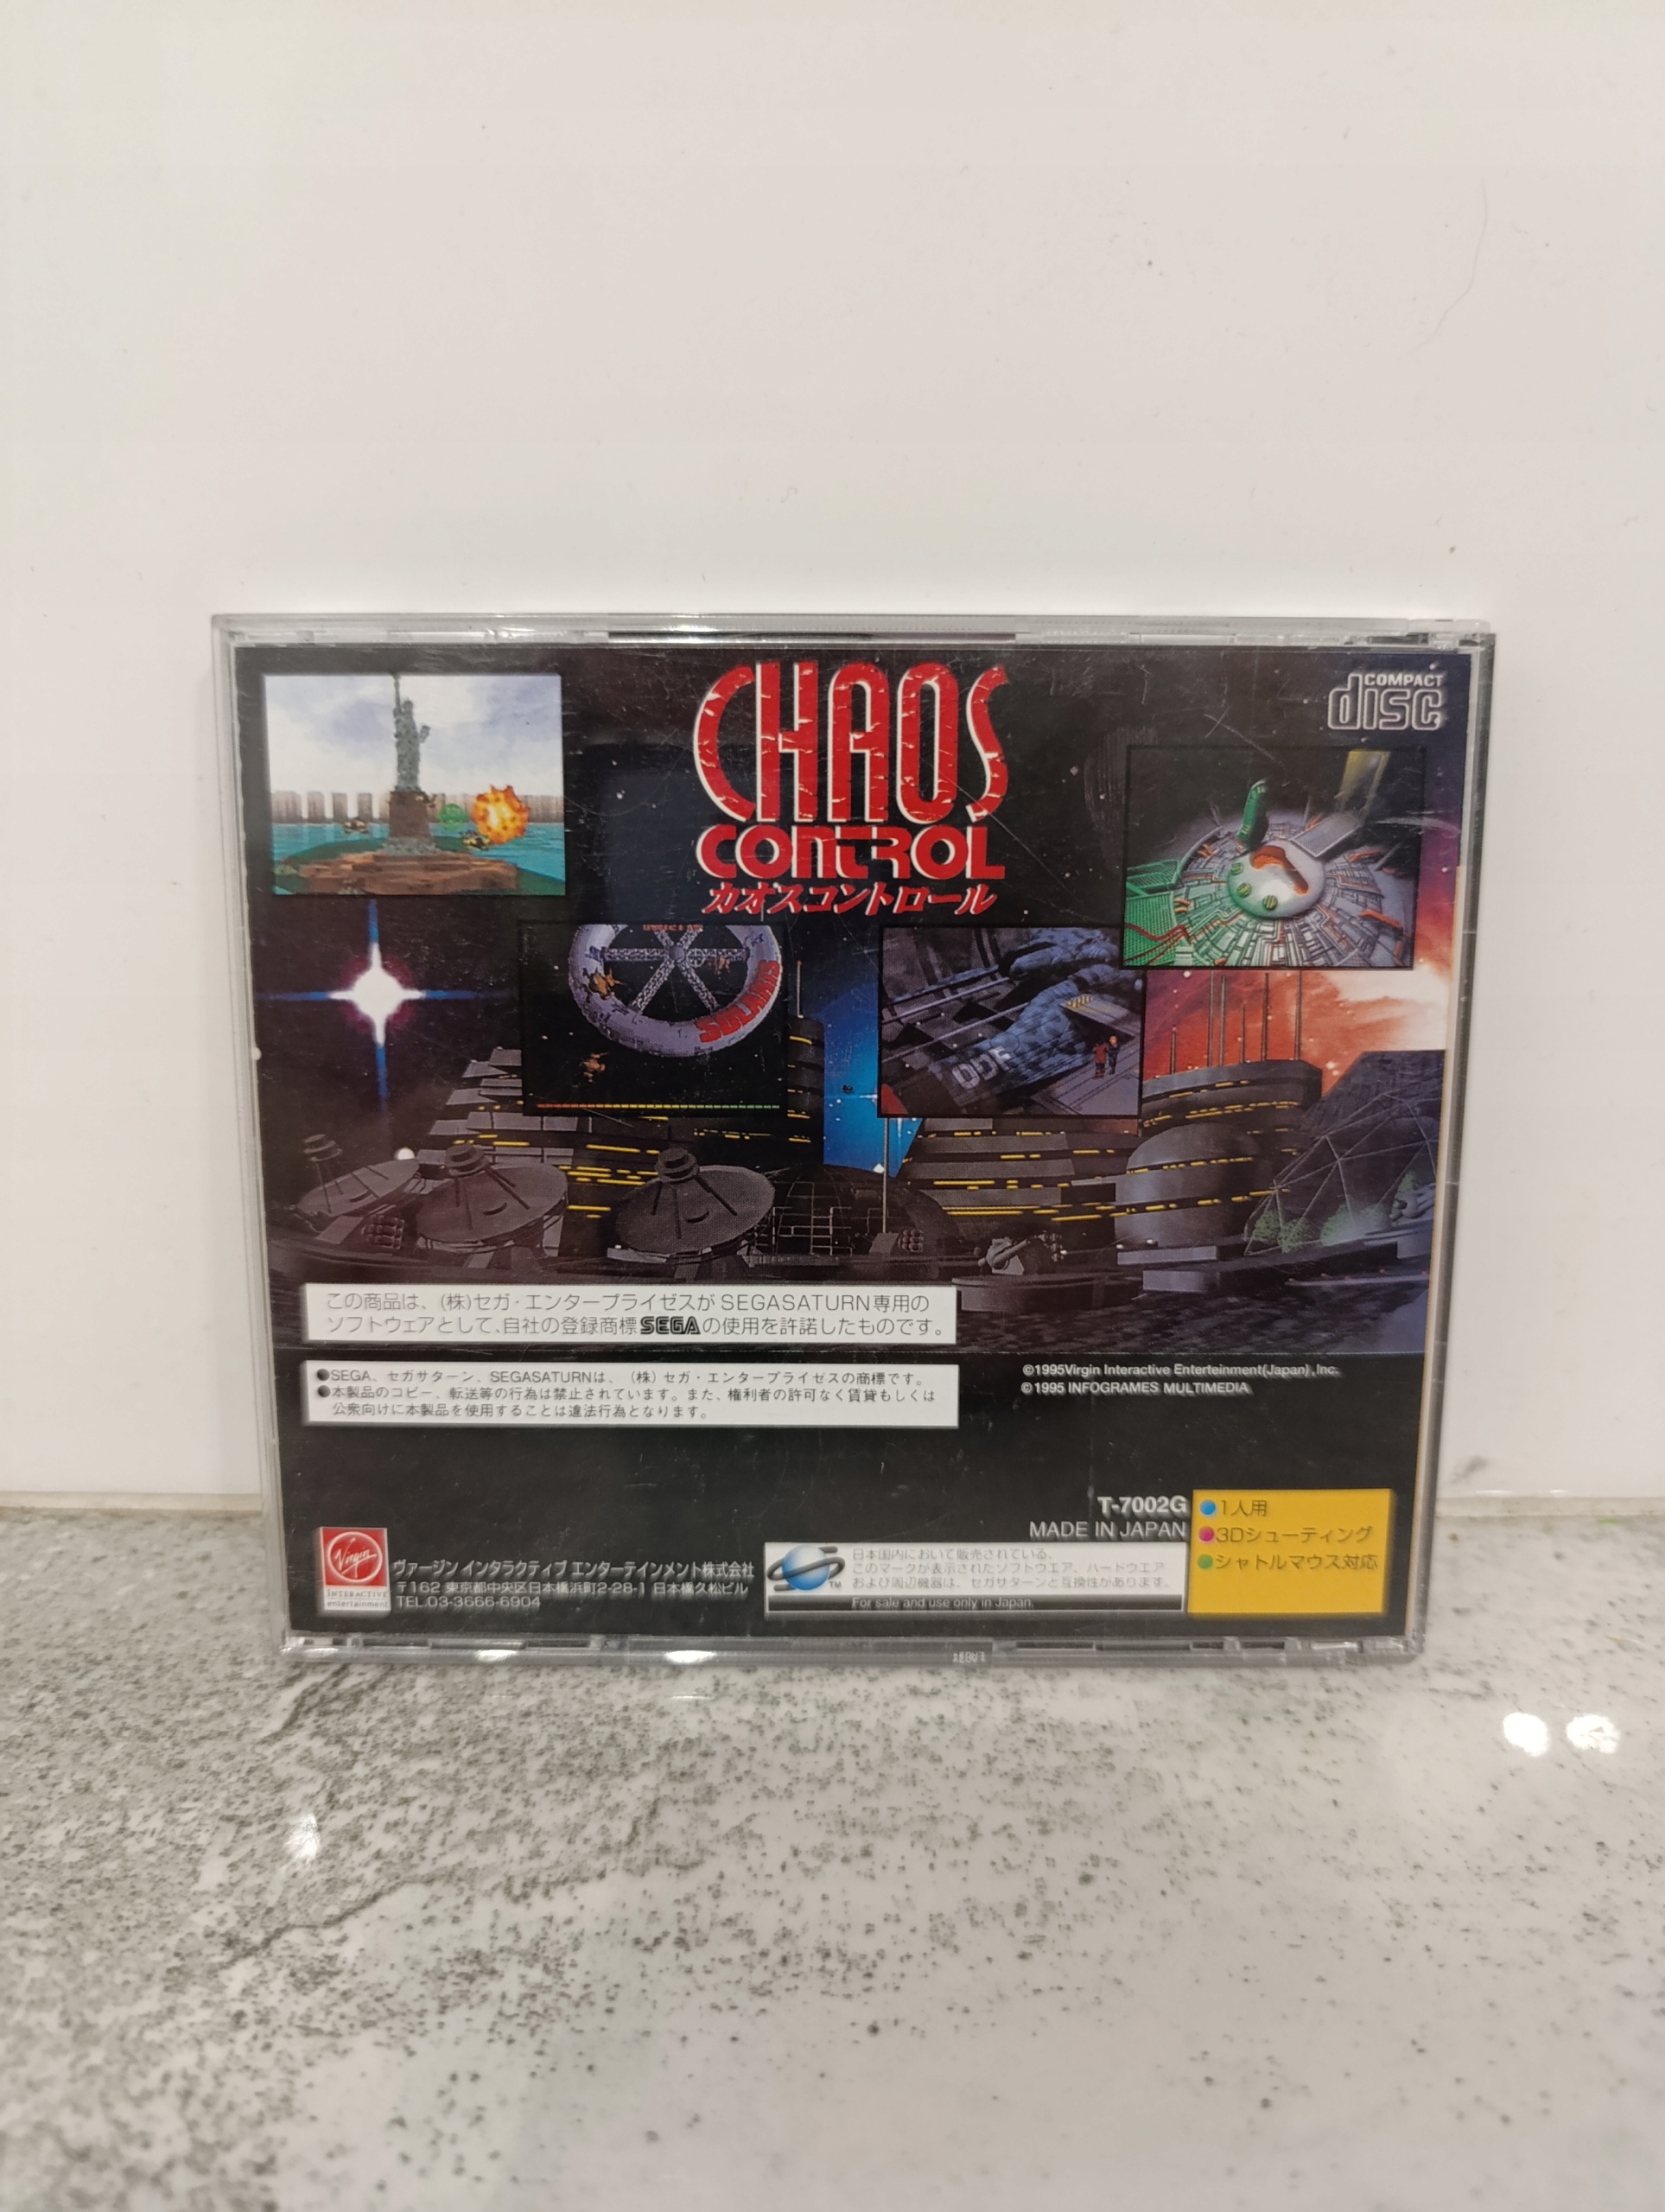 CHAOS
CONTROL
カオスコントロール
COMPACT
disc
SOLARIS
ODE
この商品は、(株)セガ・エンタープライゼスがSEGASATURN専用の
ソフトウェアとして、自社の登録商標SEGAの使用を許諾したものです。
●SEGA、セガサターン、SEGASATURNは、(株)セガ・エンタープライゼスの商標です。
●本製品のコピー、転送等の行為は禁止されています。また、権利者の許可なく賃貸もしくは
公衆向けに本製品を使用することは違法行為となります。
©1995Virgin Interactive Enterteinment(Japan),Inc.
©1995 INFOGRAMES MULTIMEDIA
T-7002G
MADE IN JAPAN
●1人用
●3Dシューティング
●シャトルマウス対応
Virgin
INTERACTIVE
entertainment
ヴァージン インタラクティブ エンターテインメント株式会社
〒162 東京都中央区日本橋浜町2-28-1 日本橋久松ビル
TEL.03-3666-6904
TM
日本国内において販売されている、
このマークが表示されたソフトウエア、ハードウエア
および周辺機器は、セガサターンと互換性があります。
For sale and use only in Japan.